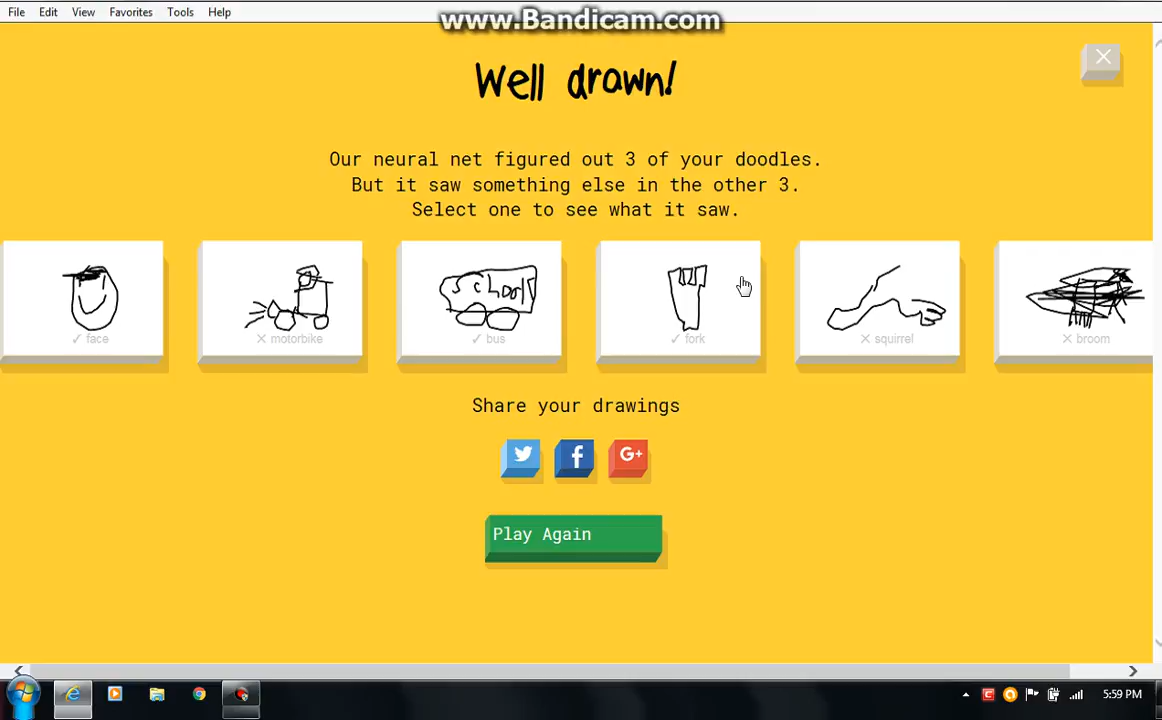 www.Bandicam.com
File Edit View Favorites Tools Help
Well drawn!
Our neural net figured out 3 of your doodles.
But it saw something else in the other 3.
Select one to see what it saw.
School
✓ face
✕ motorbike
✓ bus
✓ fork
✕ squirrel
✕ broom
Share your drawings
f
G+
Play Again
5:59 PM